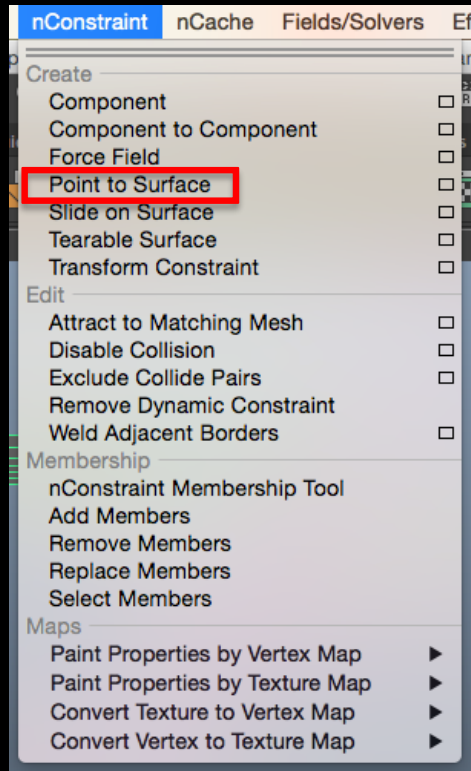 nConstraint nCache Fields/Solvers
Create
Component
Component to Component
Force Field
Point to Surface
Slide on Surface
Tearable Surface
Transform Constraint
Edit
Attract to Matching Mesh
Disable Collision
Exclude Collide Pairs
Remove Dynamic Constraint
Weld Adjacent Borders
Membership
nConstraint Membership Tool
Add Members
Remove Members
Replace Members
Select Members
Maps
Paint Properties by Vertex Map
Paint Properties by Texture Map
Convert Texture to Vertex Map
Convert Vertex to Texture Map